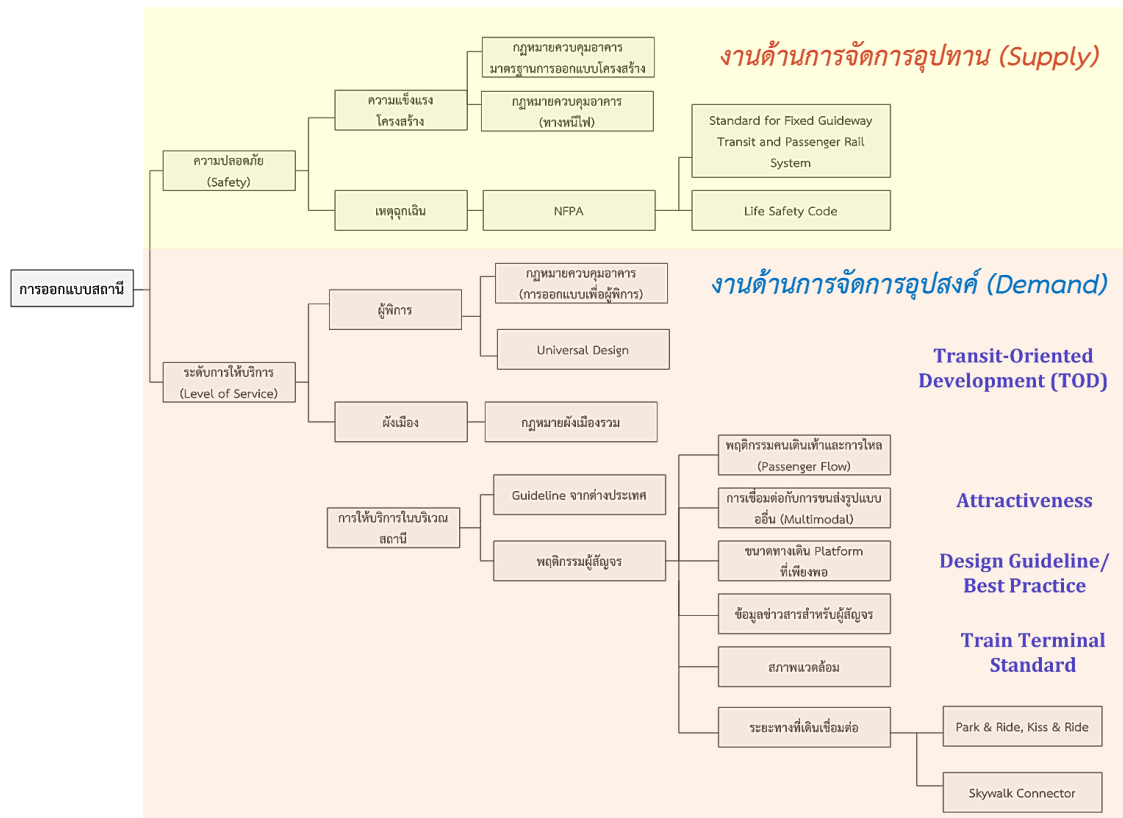 งานด้านการจัดการอุปทาน (Supply)
กฎหมายควบคุมอาคาร
มาตรฐานการออกแบบโครงสร้าง
ความแข็งแรง
โครงสร้าง
กฎหมายควบคุมอาคาร
(ทางหนีไฟ)
Standard for Fixed Guideway
Transit and Passenger Rail
System
ความปลอดภัย
(Safety)
เหตุฉุกเฉิน
NFPA
Life Safety Code
การออกแบบสถานี
งานด้านการจัดการอุปสงค์ (Demand)
กฎหมายควบคุมอาคาร
(การออกแบบเพื่อผู้พิการ)
ผู้พิการ
Universal Design
Transit-Oriented
Development (TOD)
ระดับการให้บริการ
(Level of Service)
ผังเมือง
กฎหมายผังเมืองรวม
พฤติกรรมคนเดินเท้าและการไหล
(Passenger Flow)
Guideline จากต่างประเทศ
การเชื่อมต่อกับการขนส่งรูปแบบ
ออื่น (Multimodal)
Attractiveness
การให้บริการในบริเวณ
สถานี
พฤติกรรมผู้สัญจร
ขนาดทางเดิน Platform
ที่เพียงพอ
Design Guideline/
Best Practice
ข้อมูลข่าวสารสำหรับผู้สัญจร
Train Terminal
Standard
สภาพแวดล้อม
ระยะทางที่เดินเชื่อมต่อ
Park & Ride, Kiss & Ride
Skywalk Connector